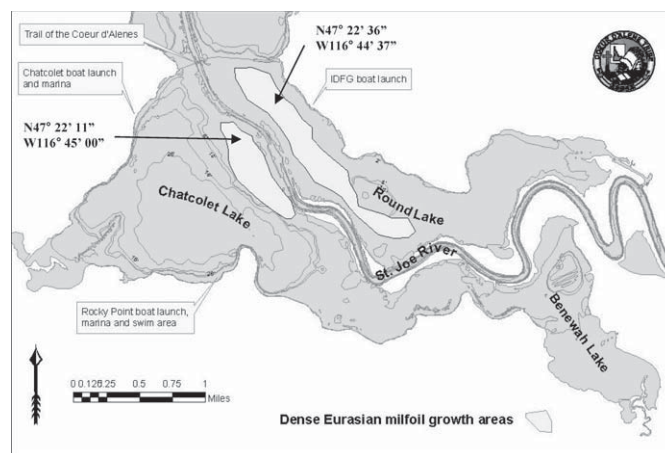 Trail of the Coeur d'Alenes
N47° 22' 36"
W116° 44' 37"
Chatcolet boat launch
and marina
IDFG boat launch
N47° 22' 11"
W116° 45' 00"
Chatcolet Lake
Round Lake
St. Joe River
Benewah Lake
Rocky Point boat launch,
marina and swim area
0 0.125 0.25 0.5 0.75 1
Miles
Dense Eurasian milfoil growth areas